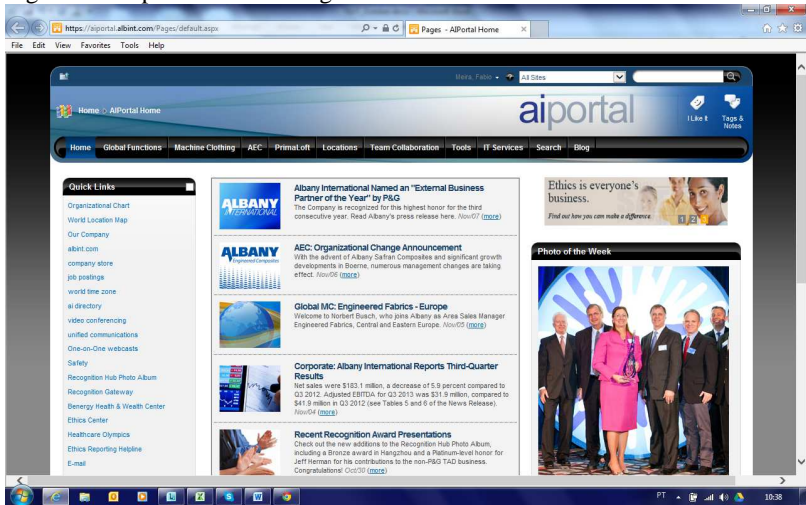 https://aiportal.albint.com/Pages/default.aspx
Pages - AIPortal Home
File Edit View Favorites Tools Help
Meira, Fabio
All Sites
Home AIPortal Home
aiportal
I Like It
Tags & Notes
Home Global Functions Machine Clothing AEC PrimaLoft Locations Team Collaboration Tools IT Services Search Blog
Quick Links
Organizational Chart
World Location Map
Our Company
albint.com
company store
job postings
world time zone
ai directory
video conferencing
unified communications
One-on-One webcasts
Safety
Recognition Hub Photo Album
Recognition Gateway
Benergy Health & Wealth Center
Ethics Center
Healthcare Olympics
Ethics Reporting Helpline
E-mail
ALBANY
INTERNATIONAL
Albany International Named an "External Business
Partner of the Year" by P&G
The Company is recognized for this highest honor for the third
consecutive year. Read Albany's press release here. Nov/07 (more)
ALBANY
Engineered Composites
AEC: Organizational Change Announcement
With the advent of Albany Safran Composites and significant growth
developments in Boerne, numerous management changes are taking
effect. Nov/06 (more)
Global MC: Engineered Fabrics - Europe
Welcome to Norbert Busch, who joins Albany as Area Sales Manager
Engineered Fabrics, Central and Eastern Europe. Nov/05 (more)
Corporate: Albany International Reports Third-Quarter
Results
Net sales were $183.1 million, a decrease of 5.9 percent compared to
Q3 2012. Adjusted EBITDA for Q3 2013 was $31.9 million, compared to
$41.9 million in Q3 2012 (see Tables 5 and 6 of the News Release).
Nov/04 (more)
Recent Recognition Award Presentations
Check out the new additions to the Recognition Hub Photo Album,
including a Bronze award in Hangzhou and a Platinum-level honor for
Jeff Herman for his contributions to the non-P&G TAD business.
Congratulations! Oct/30 (more)
Ethics is everyone's
business.
Find out how you can make a difference
1 2 3
Photo of the Week
PT 10:38